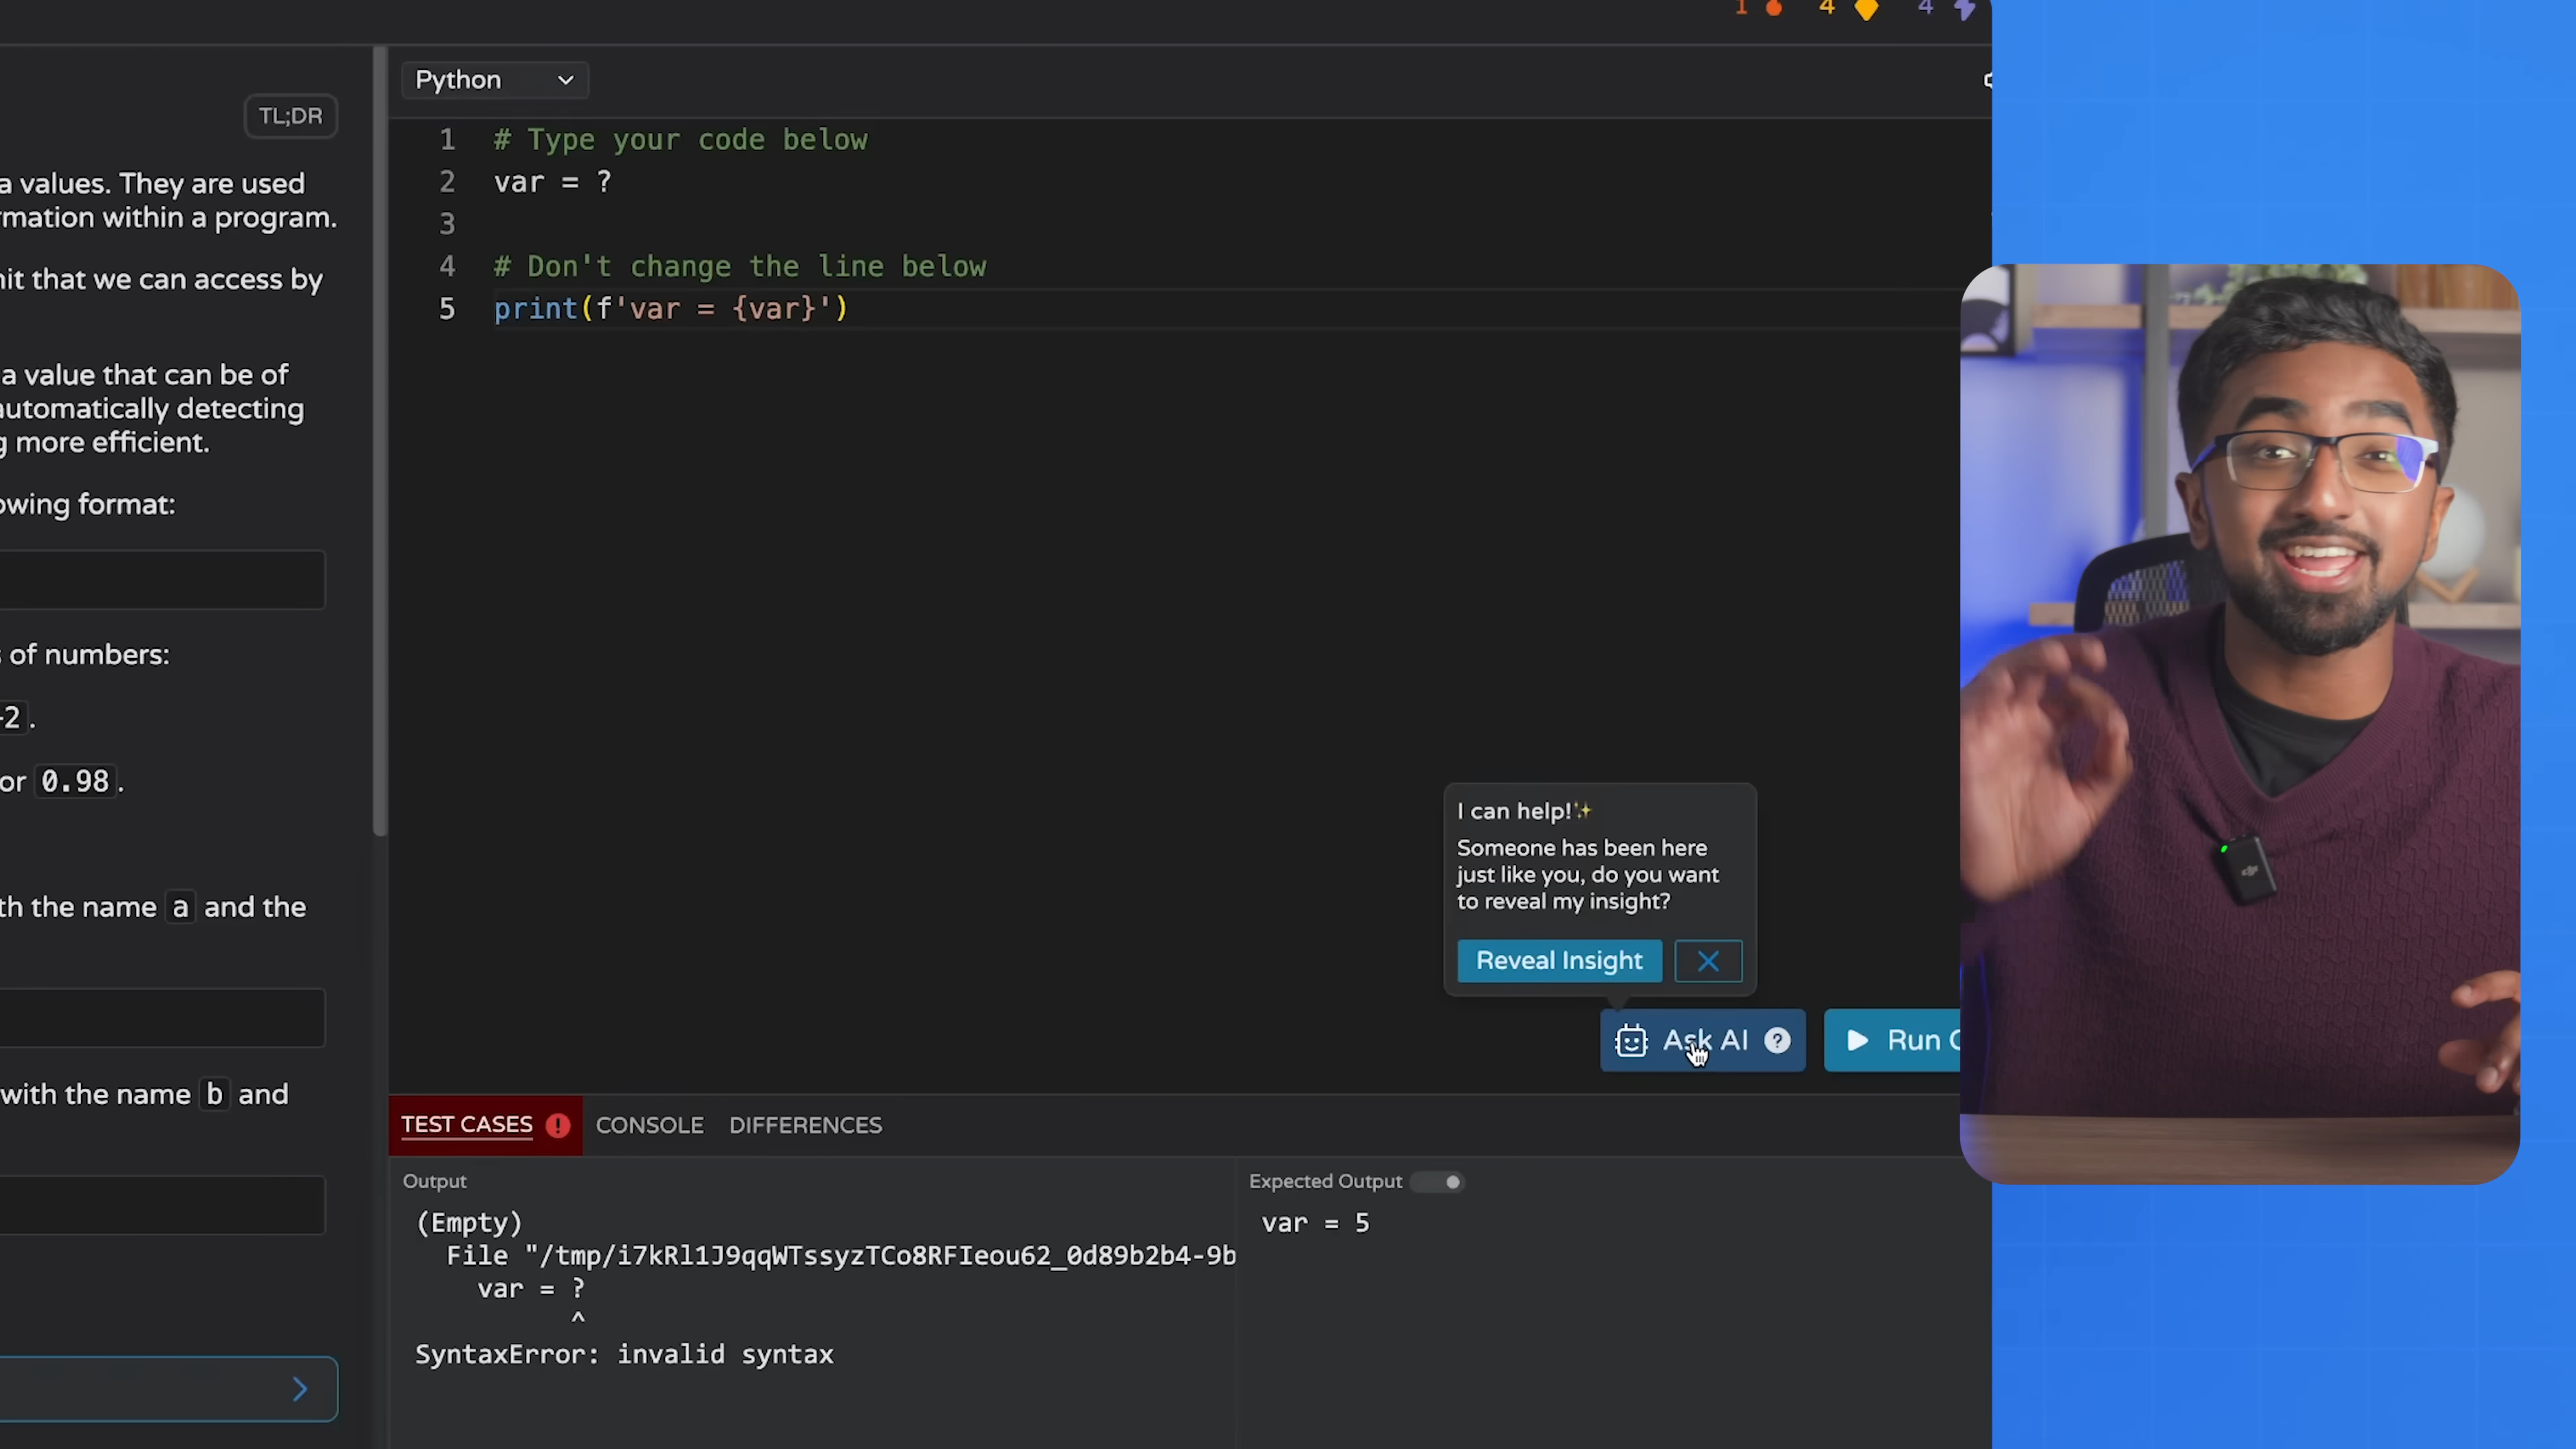 1 4 4
Python
TL;DR
a values. They are used
rmation within a program.
nit that we can access by
a value that can be of
automatically detecting
g more efficient.
owing format:
s of numbers:
-2 .
or 0.98 .
th the name a and the
with the name b and
1 # Type your code below
2 var = ?
3
4 # Don't change the line below
5 print(f'var = {var}')
I can help!✨
Someone has been here
just like you, do you want
to reveal my insight?
Reveal Insight
Ask AI ?
Run
TEST CASES ! CONSOLE DIFFERENCES
Output
(Empty)
File "/tmp/i7kRl1J9qqWTssyzTCo8RFIeou62_0d89b2b4-9b
var = ?
^
SyntaxError: invalid syntax
Expected Output
var = 5